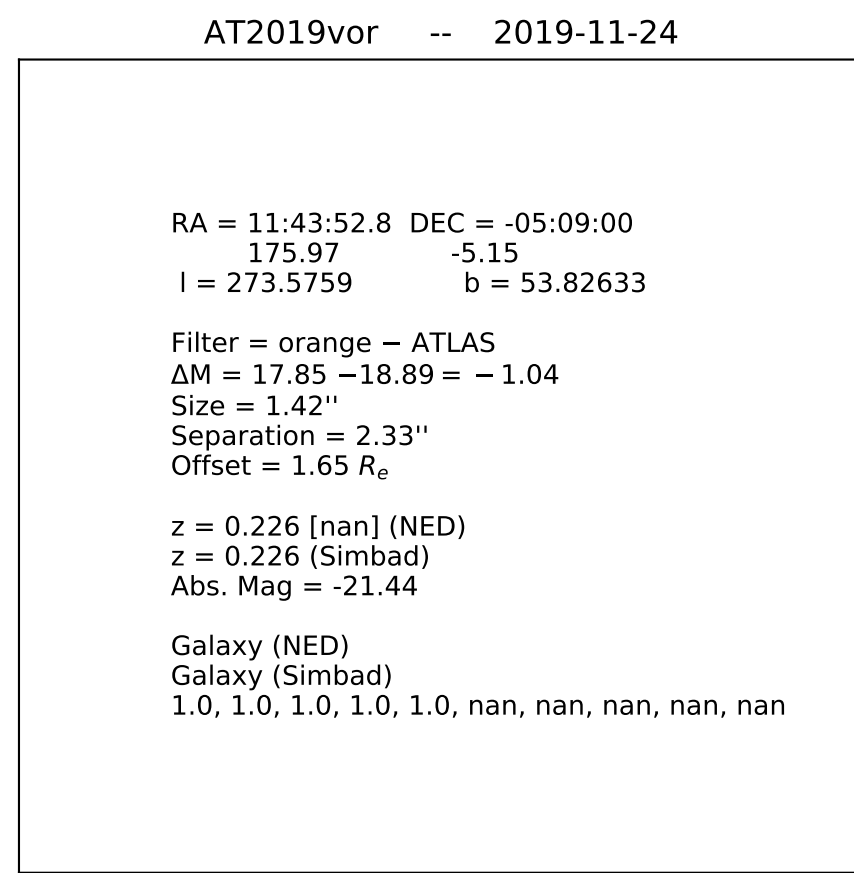 AT2019vor -- 2019-11-24
RA = 11:43:52.8 DEC = -05:09:00
175.97 -5.15
l = 273.5759 b = 53.82633
Filter = orange − ATLAS
ΔM = 17.85 −18.89 = −1.04
Size = 1.42''
Separation = 2.33''
Offset = 1.65 Re
z = 0.226 [nan] (NED)
z = 0.226 (Simbad)
Abs. Mag = -21.44
Galaxy (NED)
Galaxy (Simbad)
1.0, 1.0, 1.0, 1.0, 1.0, nan, nan, nan, nan, nan